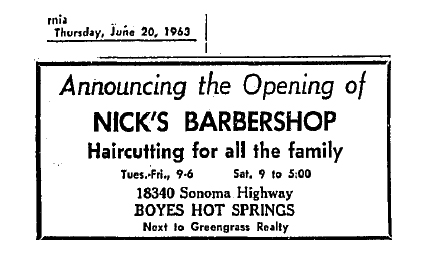 rnia
Thursday, June 20, 1963
Announcing the Opening of
NICK'S BARBERSHOP
Haircutting for all the family
Tues.-Fri., 9-6 Sat. 9 to 5:00
18340 Sonoma Highway
BOYES HOT SPRINGS
Next to Greengrass Realty